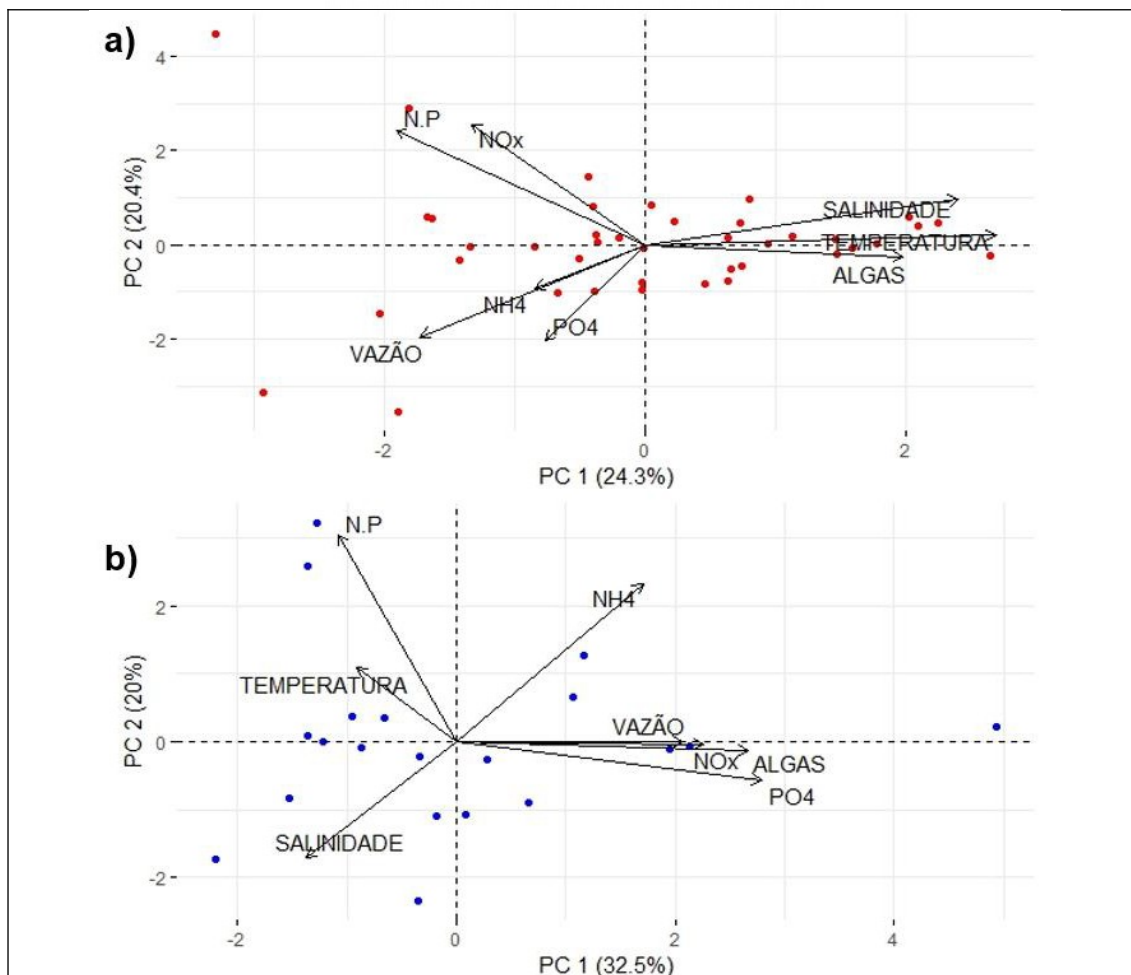 a)
4
N.P
NOx
2
SALINIDADE
TEMPERATURA
0
ALGAS
NH4
PO4
-2
VAZÃO
PC 2 (20.4%)
-2
0
2
PC 1 (24.3%)
b)
N.P
NH4
2
TEMPERATURA
VAZÃO
0
NOx
ALGAS
PO4
SALINIDADE
-2
PC 2 (20%)
-2
0
2
4
PC 1 (32.5%)